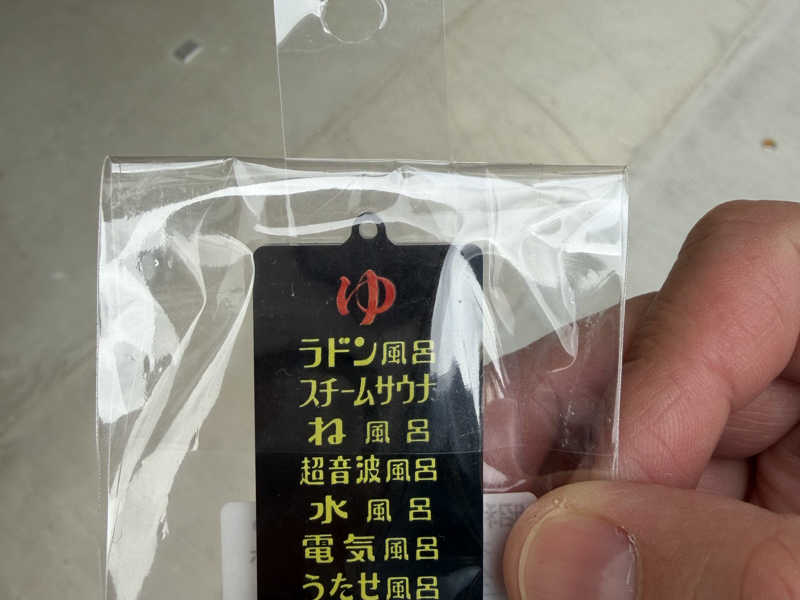 ゆ
ラドン風呂
スチームサウナ
ね風呂
超音波風呂
水風呂
電気風呂
うたせ風呂